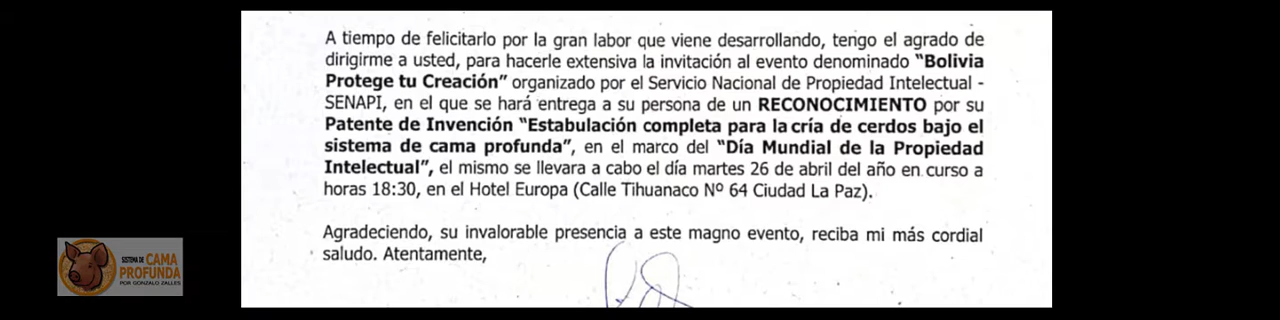 A tiempo de felicitarlo por la gran labor que viene desarrollando, tengo el agrado de
dirigirme a usted, para hacerle extensiva la invitación al evento denominado “Bolivia
Protege tu Creación” organizado por el Servicio Nacional de Propiedad Intelectual -
SENAPI, en el que se hará entrega a su persona de un RECONOCIMIENTO por su
Patente de Invención “Estabulación completa para la cría de cerdos bajo el
sistema de cama profunda”, en el marco del “Día Mundial de la Propiedad
Intelectual”, el mismo se llevara a cabo el día martes 26 de abril del año en curso a
horas 18:30, en el Hotel Europa (Calle Tihuanaco Nº 64 Ciudad La Paz).
Agradeciendo, su invalorable presencia a este magno evento, reciba mi más cordial
saludo. Atentamente,
SISTEMA DE CAMA
PROFUNDA
POR GONZALO ZALLES